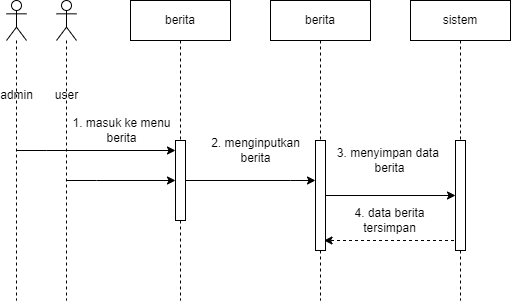 berita
berita
sistem
admin
user
1. masuk ke menu
berita
2. menginputkan
berita
3. menyimpan data
berita
4. data berita
tersimpan